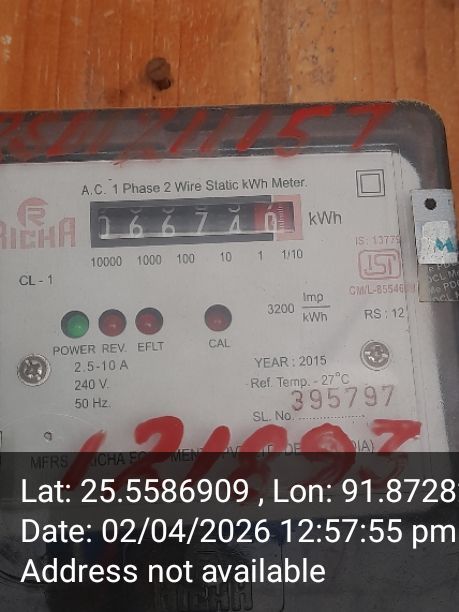 A.C. 1 Phase 2 Wire Static kWh Meter.
RICHA
066740 kWh
10000 1000 100 10 1 1/10
IS : 13779
ISI
CL - 1
3200 Imp/kWh
RS : 12
POWER REV. EFLT CAL
2.5-10 A
240 V.
50 Hz.
YEAR : 2015
Ref. Temp. - 27°C
SL. No. 395797
121893
Lat: 25.5586909 , Lon: 91.8728
Date: 02/04/2026 12:57:55 pm
Address not available